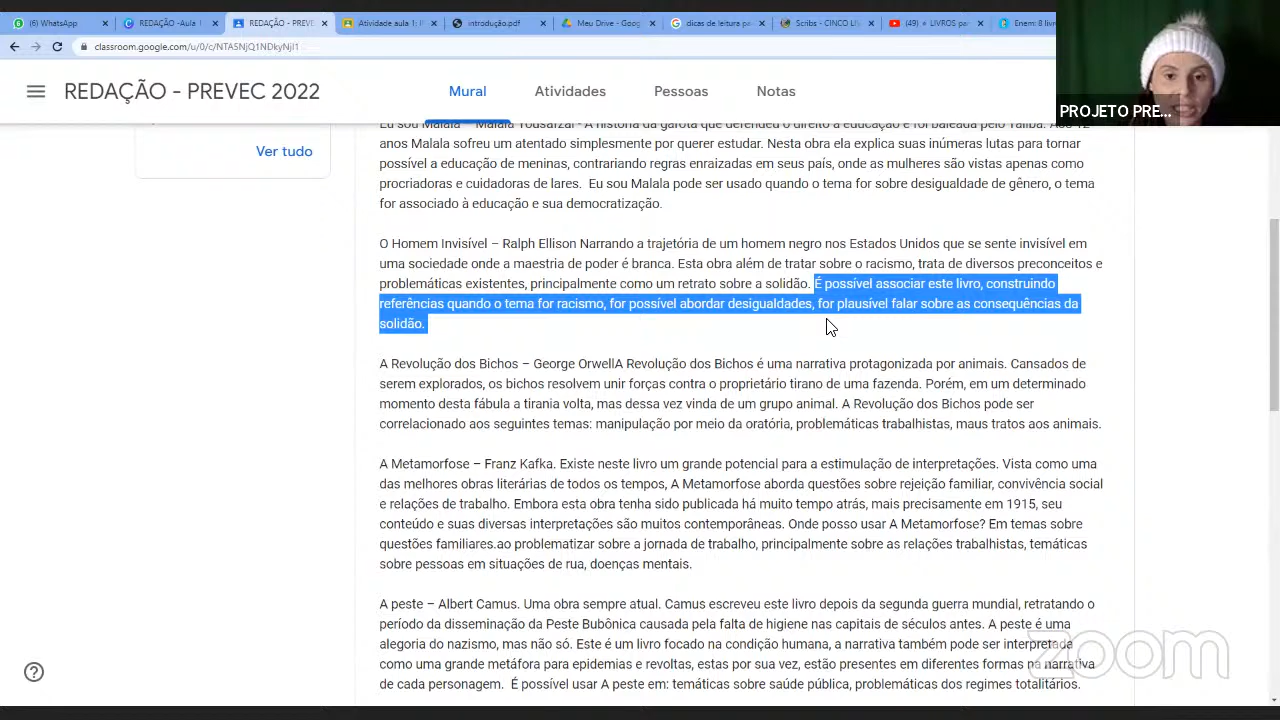 (6) WhatsApp
REDAÇÃO -Aula
REDAÇÃO - PREVE
Atividade aula 1:
introdução.pdf
Meu Drive - Goog
dicas de leitura pa
Scribs - CINCO LI
(49) LIVROS pa
Enem: 8 livr
classroom.google.com/u/0/c/NTA5NjQ1NDkyNjI1
REDAÇÃO - PREVEC 2022
Mural
Atividades
Pessoas
Notas
PROJETO PRE...
Ver tudo
Eu sou Malala – Malala Yousafzai - A história da garota que defendeu o direito à educação e foi baleada pelo Talibã. Aos 12
anos Malala sofreu um atentado simplesmente por querer estudar. Nesta obra ela explica suas inúmeras lutas para tornar
possível a educação de meninas, contrariando regras enraizadas em seus país, onde as mulheres são vistas apenas como
procriadoras e cuidadoras de lares.  Eu sou Malala pode ser usado quando o tema for sobre desigualdade de gênero, o tema
for associado à educação e sua democratização.
O Homem Invisível – Ralph Ellison Narrando a trajetória de um homem negro nos Estados Unidos que se sente invisível em
uma sociedade onde a maestria de poder é branca. Esta obra além de tratar sobre o racismo, trata de diversos preconceitos e
problemáticas existentes, principalmente como um retrato sobre a solidão. É possível associar este livro, construindo
referências quando o tema for racismo, for possível abordar desigualdades, for plausível falar sobre as consequências da
solidão.
A Revolução dos Bichos – George OrwellA Revolução dos Bichos é uma narrativa protagonizada por animais. Cansados de
serem explorados, os bichos resolvem unir forças contra o proprietário tirano de uma fazenda. Porém, em um determinado
momento desta fábula a tirania volta, mas dessa vez vinda de um grupo animal. A Revolução dos Bichos pode ser
correlacionado aos seguintes temas: manipulação por meio da oratória, problemáticas trabalhistas, maus tratos aos animais.
A Metamorfose – Franz Kafka. Existe neste livro um grande potencial para a estimulação de interpretações. Vista como uma
das melhores obras literárias de todos os tempos, A Metamorfose aborda questões sobre rejeição familiar, convivência social
e relações de trabalho. Embora esta obra tenha sido publicada há muito tempo atrás, mais precisamente em 1915, seu
conteúdo e suas diversas interpretações são muitos contemporâneas. Onde posso usar A Metamorfose? Em temas sobre
questões familiares.ao problematizar sobre a jornada de trabalho, principalmente sobre as relações trabalhistas, temáticas
sobre pessoas em situações de rua, doenças mentais.
A peste – Albert Camus. Uma obra sempre atual. Camus escreveu este livro depois da segunda guerra mundial, retratando o
período da disseminação da Peste Bubônica causada pela falta de higiene nas capitais de séculos antes. A peste é uma
alegoria do nazismo, mas não só. Este é um livro focado na condição humana, a narrativa também pode ser interpretada
como uma grande metáfora para epidemias e revoltas, estas por sua vez, estão presentes em diferentes formas na narrativa
de cada personagem.  É possível usar A peste em: temáticas sobre saúde pública, problemáticas dos regimes totalitários.
zoom